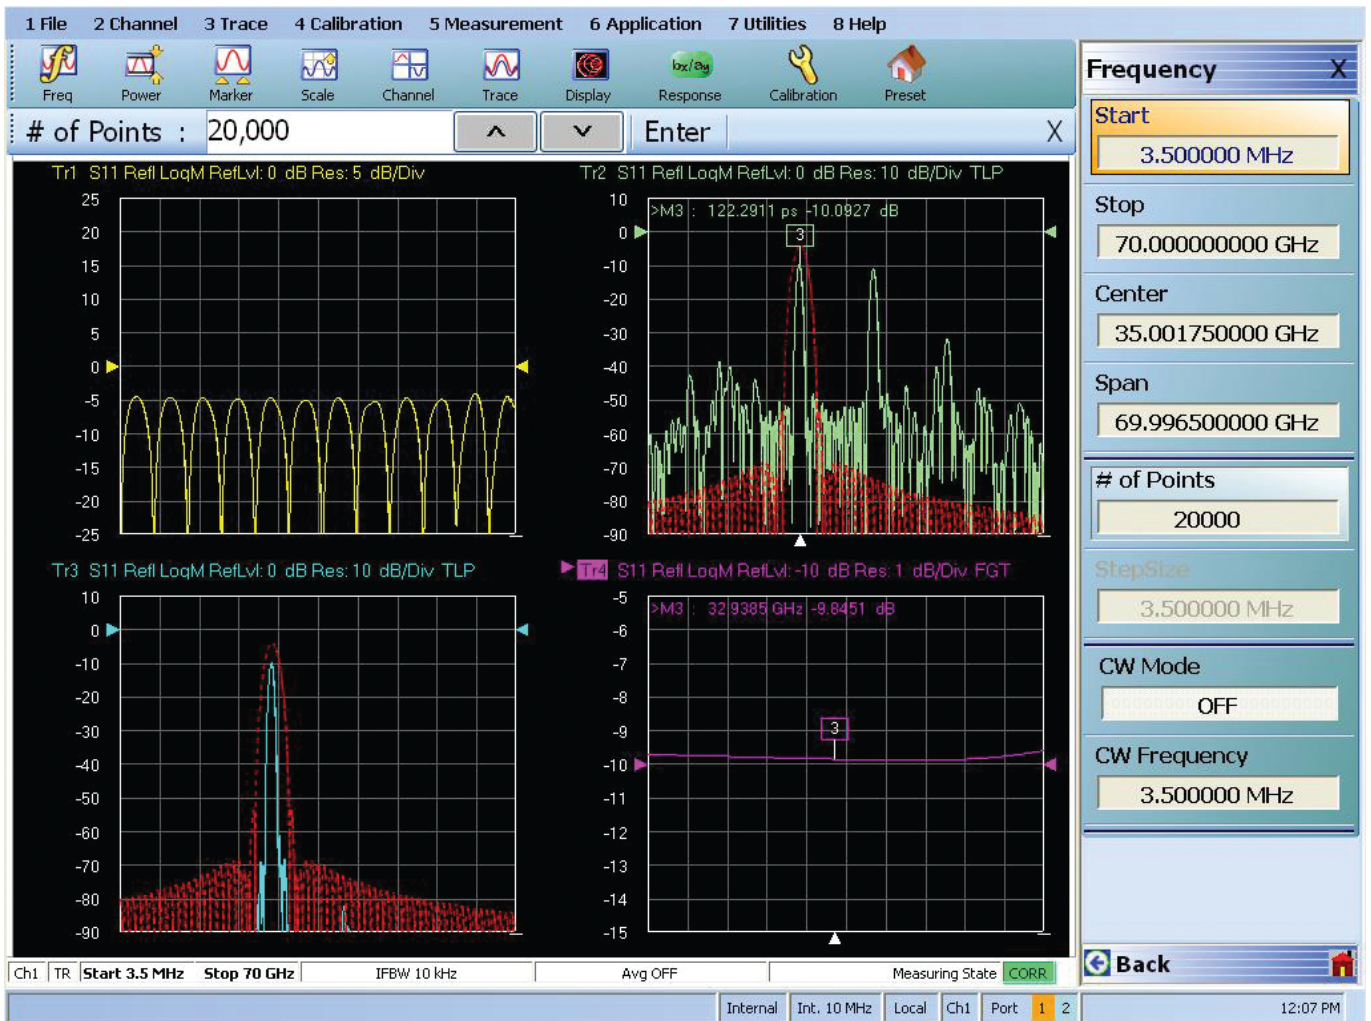 1 File 2 Channel 3 Trace 4 Calibration 5 Measurement 6 Application 7 Utilities 8 Help
Freq Power Marker Scale Channel Trace Display bx/ay Response Calibration Preset
# of Points : 20,000 Enter X
Tr1 S11 Refl LogM RefLvl: 0 dB Res: 5 dB/Div
25
20
15
10
5
0
-5
-10
-15
-20
-25
Tr2 S11 Refl LogM RefLvl: 0 dB Res: 10 dB/Div TLP
>M3 : 122.2911 ps -10.0927 dB
3
10
0
-10
-20
-30
-40
-50
-60
-70
-80
-90
Tr3 S11 Refl LogM RefLvl: 0 dB Res: 10 dB/Div TLP
10
0
-10
-20
-30
-40
-50
-60
-70
-80
-90
Tr4 S11 Refl LogM RefLvl: -10 dB Res: 1 dB/Div FGT
>M3 : 32.9385 GHz -9.8451 dB
3
-5
-6
-7
-8
-9
-10
-11
-12
-13
-14
-15
Ch1 TR Start 3.5 MHz Stop 70 GHz IFBW 10 kHz Avg OFF Measuring State CORR
Frequency X
Start
3.500000 MHz
Stop
70.000000000 GHz
Center
35.001750000 GHz
Span
69.996500000 GHz
# of Points
20000
StepSize
3.500000 MHz
CW Mode
OFF
CW Frequency
3.500000 MHz
Back
Internal Int. 10 MHz Local Ch1 Port 1 2 12:07 PM